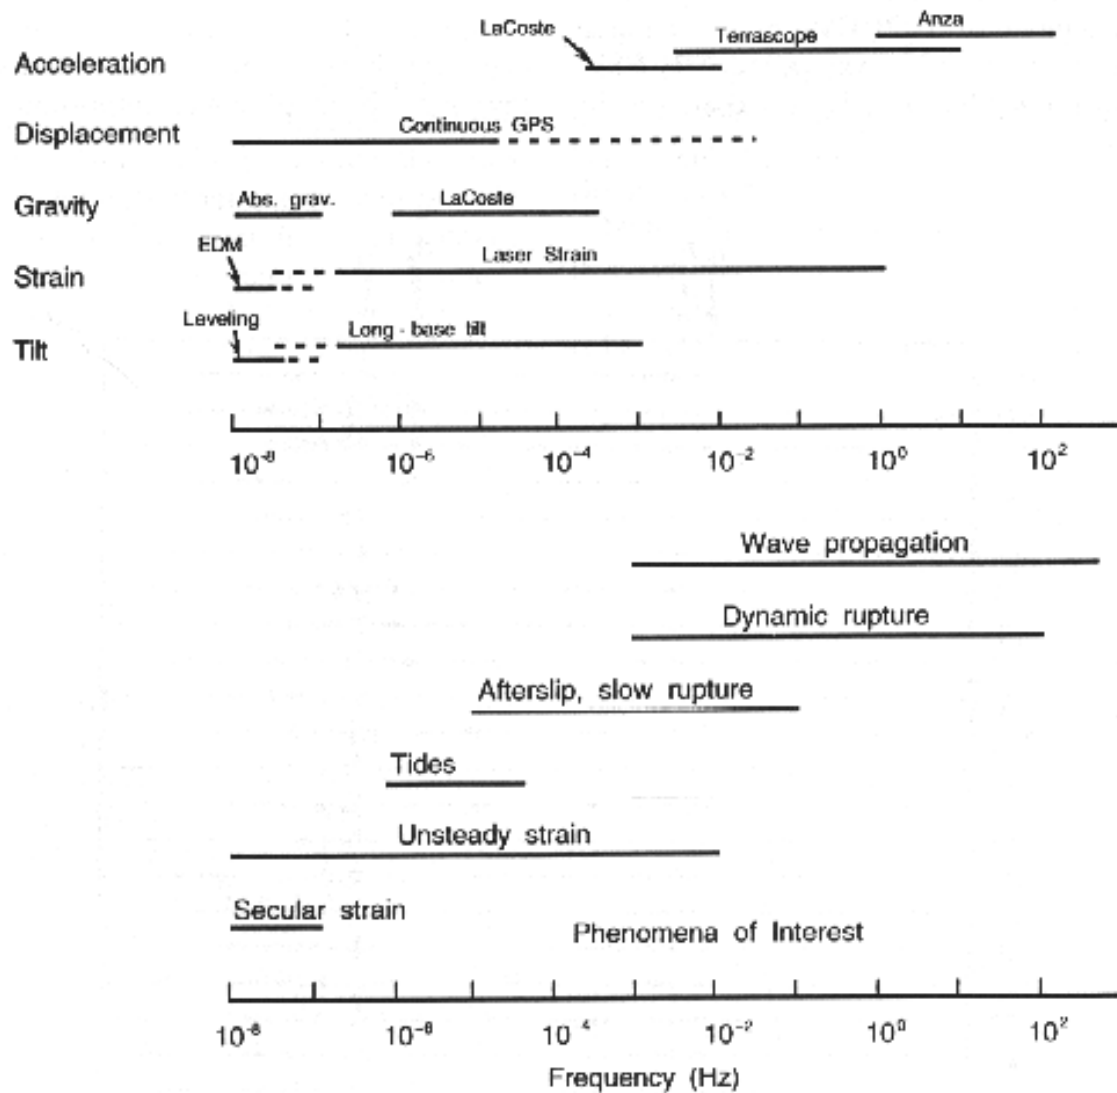 LaCoste
Terrascope
Anza
Acceleration
Displacement
Continuous GPS
Gravity
Abs. grav.
LaCoste
EDM
Strain
Laser Strain
Leveling
Tilt
Long - base tilt
10⁻⁸ 10⁻⁶ 10⁻⁴ 10⁻² 10⁰ 10²
Wave propagation
Dynamic rupture
Afterslip, slow rupture
Tides
Unsteady strain
Secular strain
Phenomena of Interest
10⁻⁸ 10⁻⁶ 10⁻⁴ 10⁻² 10⁰ 10²
Frequency (Hz)